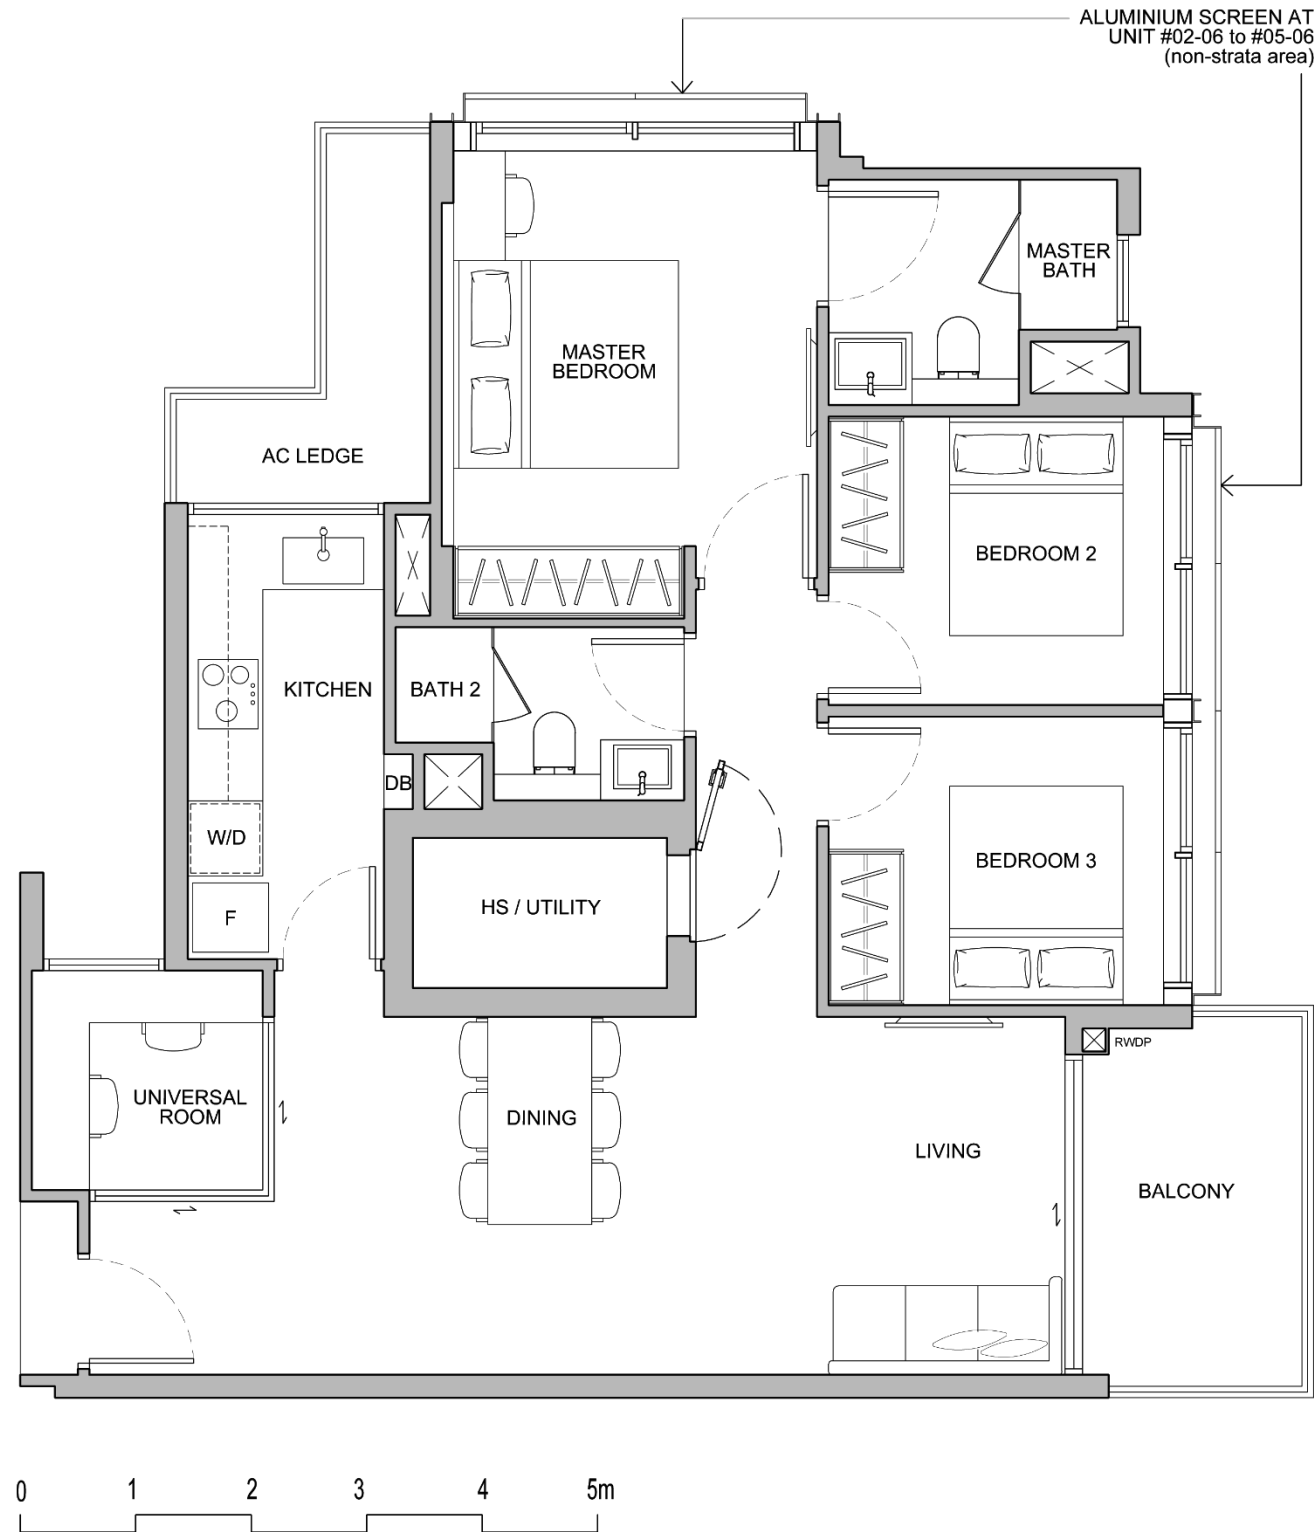 ALUMINIUM SCREEN AT
UNIT #02-06 to #05-06
(non-strata area)
MASTER
BATH
MASTER
BEDROOM
AC LEDGE
BEDROOM 2
KITCHEN
BATH 2
DB
W/D
BEDROOM 3
F
HS / UTILITY
RWDP
UNIVERSAL
ROOM
DINING
LIVING
BALCONY
0 1 2 3 4 5m